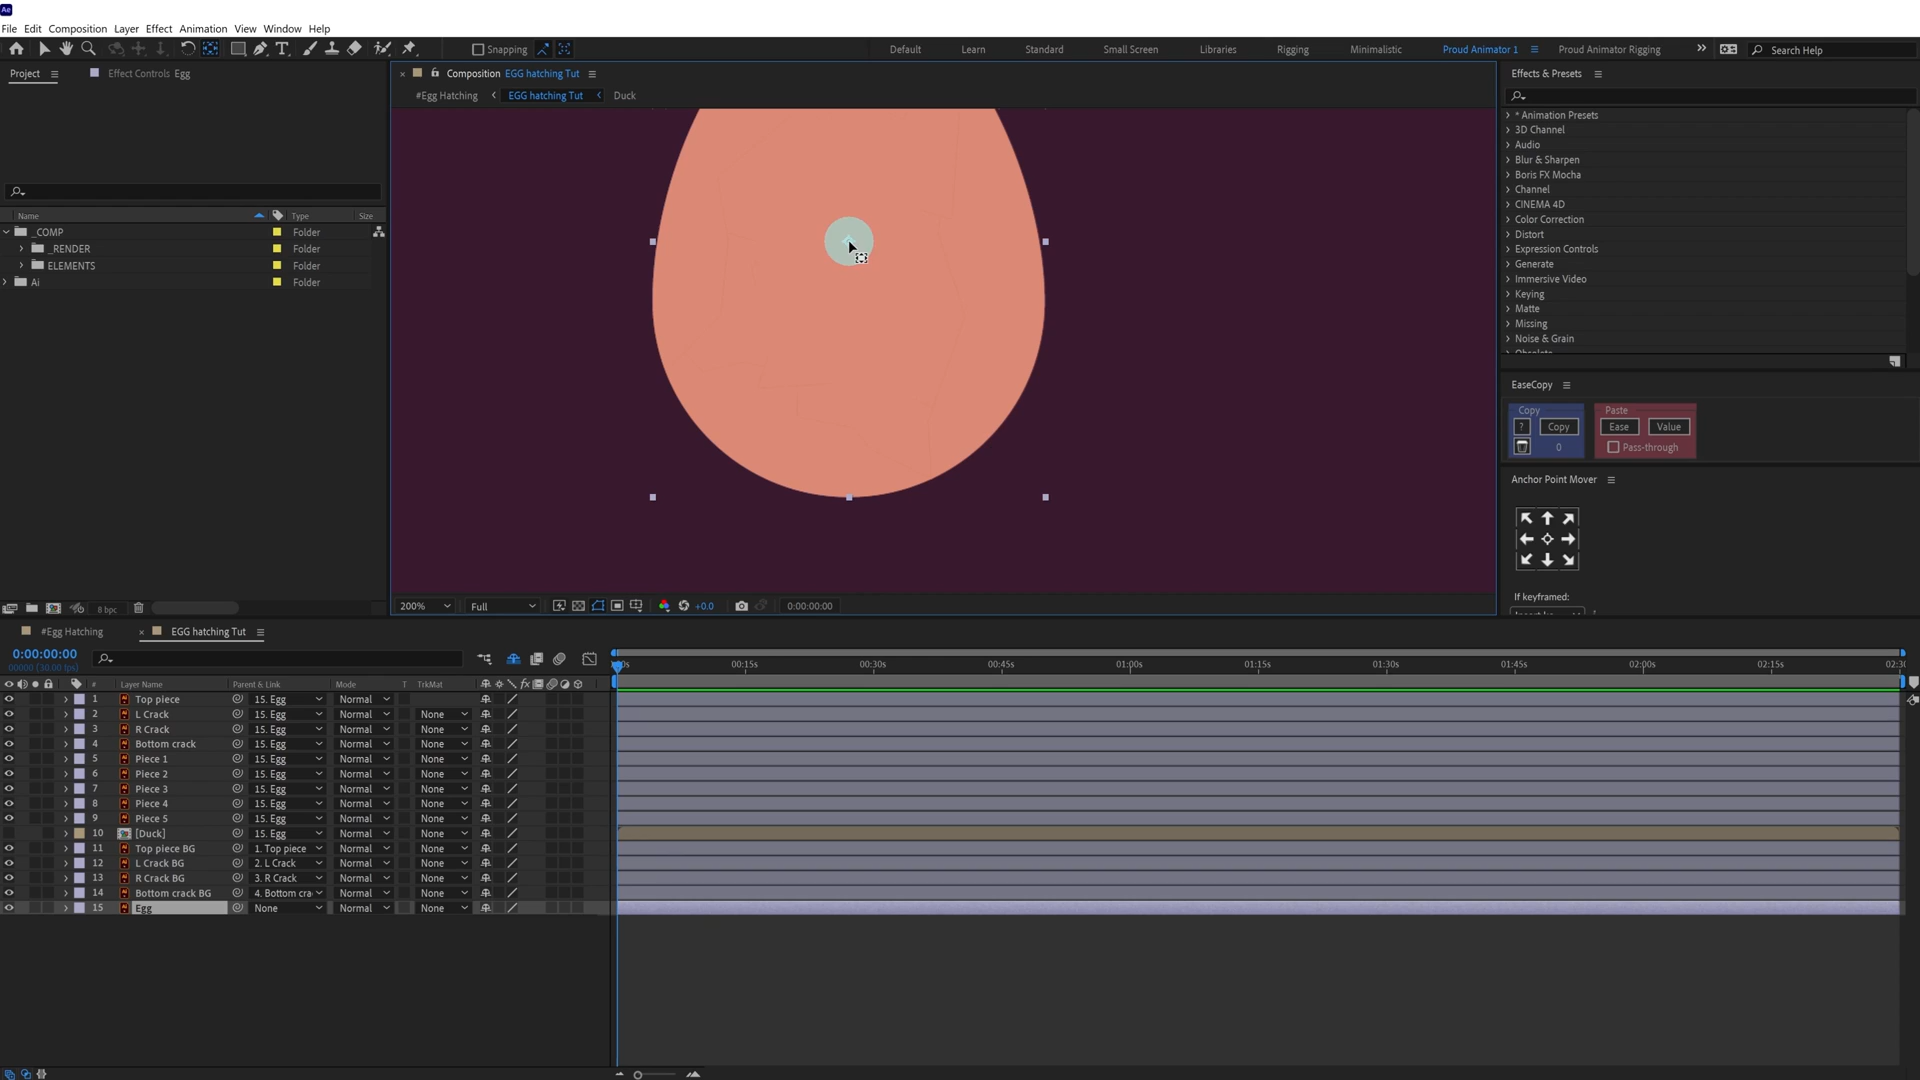 Ae
File Edit Composition Layer Effect Animation View Window Help
Snapping
Default Learn Standard Small Screen Libraries Rigging Minimalistic Proud Animator 1 Proud Animator Rigging Search Help
Project Effect Controls Egg
Composition EGG hatching Tut
#Egg Hatching EGG hatching Tut Duck
Name Type Size
_COMP Folder
_RENDER Folder
ELEMENTS Folder
Ai Folder
8 bpc
200% Full +0.0 0:00:00:00
Effects & Presets
* Animation Presets
3D Channel
Audio
Blur & Sharpen
Boris FX Mocha
Channel
CINEMA 4D
Color Correction
Distort
Expression Controls
Generate
Immersive Video
Keying
Matte
Missing
Noise & Grain
Obsolete
EaseCopy
Copy Paste
? Copy Ease Value
0 Pass-through
Anchor Point Mover
If keyframed:
#Egg Hatching EGG hatching Tut
0:00:00:00
00000 (30.00 fps)
00:15s 00:30s 00:45s 01:00s 01:15s 01:30s 01:45s 02:00s 02:15s 02:30
# Layer Name Parent & Link Mode T TrkMat
1 Top piece 15. Egg Normal
2 L Crack 15. Egg Normal None
3 R Crack 15. Egg Normal None
4 Bottom crack 15. Egg Normal None
5 Piece 1 15. Egg Normal None
6 Piece 2 15. Egg Normal None
7 Piece 3 15. Egg Normal None
8 Piece 4 15. Egg Normal None
9 Piece 5 15. Egg Normal None
10 [Duck] 15. Egg Normal None
11 Top piece BG 1. Top piece Normal None
12 L Crack BG 2. L Crack Normal None
13 R Crack BG 3. R Crack Normal None
14 Bottom crack BG 4. Bottom cra Normal None
15 Egg None Normal None